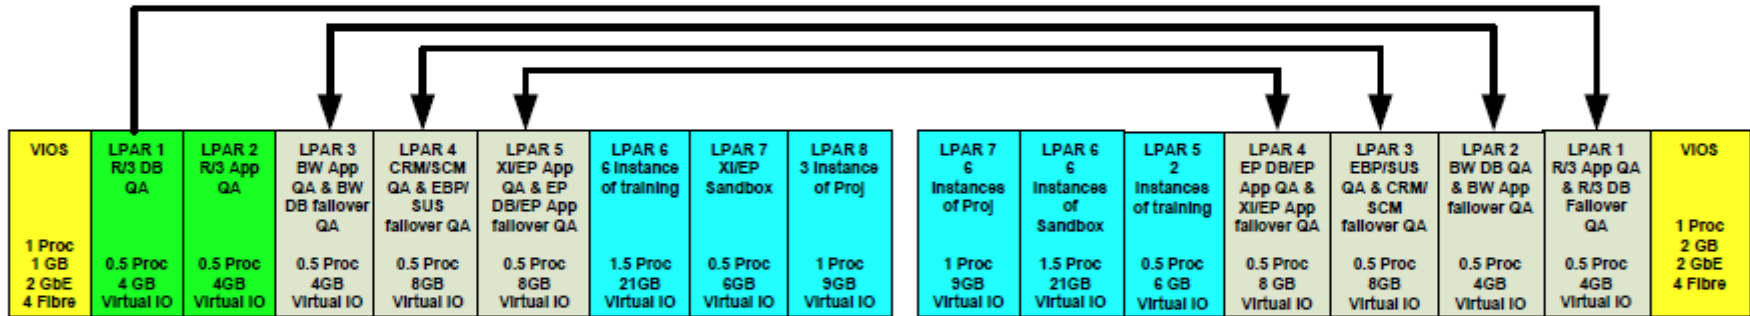 VIOS
1 Proc
1 GB
2 GbE
4 Fibre
LPAR 1
R/3 DB
QA
0.5 Proc
4 GB
Virtual IO
LPAR 2
R/3 App
QA
0.5 Proc
4GB
Virtual IO
LPAR 3
BW App
QA & BW
DB failover
QA
0.5 Proc
4GB
Virtual IO
LPAR 4
CRM/SCM
QA & EBP/
SUS
failover QA
0.5 Proc
8GB
Virtual IO
LPAR 5
XI/EP App
QA & EP
DB/EP App
failover QA
0.5 Proc
8GB
Virtual IO
LPAR 6
6 Instance
of training
1.5 Proc
21GB
Virtual IO
LPAR 7
XI/EP
Sandbox
0.5 Proc
6GB
Virtual IO
LPAR 8
3 Instance
of Proj
1 Proc
9GB
Virtual IO
LPAR 7
6
Instances
of Proj
1 Proc
9GB
Virtual IO
LPAR 6
6
Instances
of
Sandbox
1.5 Proc
21GB
Virtual IO
LPAR 5
2
Instances
of training
0.5 Proc
6 GB
Virtual IO
LPAR 4
EP DB/EP
App QA &
XI/EP App
failover QA
0.5 Proc
8 GB
Virtual IO
LPAR 3
EBP/SUS
QA & CRM/
SCM
failover QA
0.5 Proc
8GB
Virtual IO
LPAR 2
BW DB QA
& BW App
failover QA
0.5 Proc
4GB
Virtual IO
LPAR 1
R/3 App QA
& R/3 DB
Failover
QA
0.5 Proc
4GB
Virtual IO
VIOS
1 Proc
2 GB
2 GbE
4 Fibre